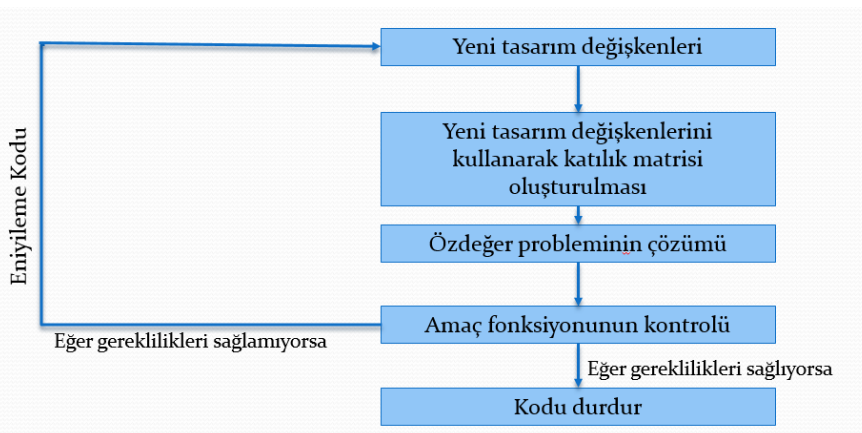 Yeni tasarım değişkenleri
Yeni tasarım değişkenlerini
kullanarak katılık matrisi
oluşturulması
Özdeğer probleminin çözümü
Amaç fonksiyonunun kontrolü
Eğer gereklilikleri sağlamıyorsa
Eniyileme Kodu
Eğer gereklilikleri sağlıyorsa
Kodu durdur